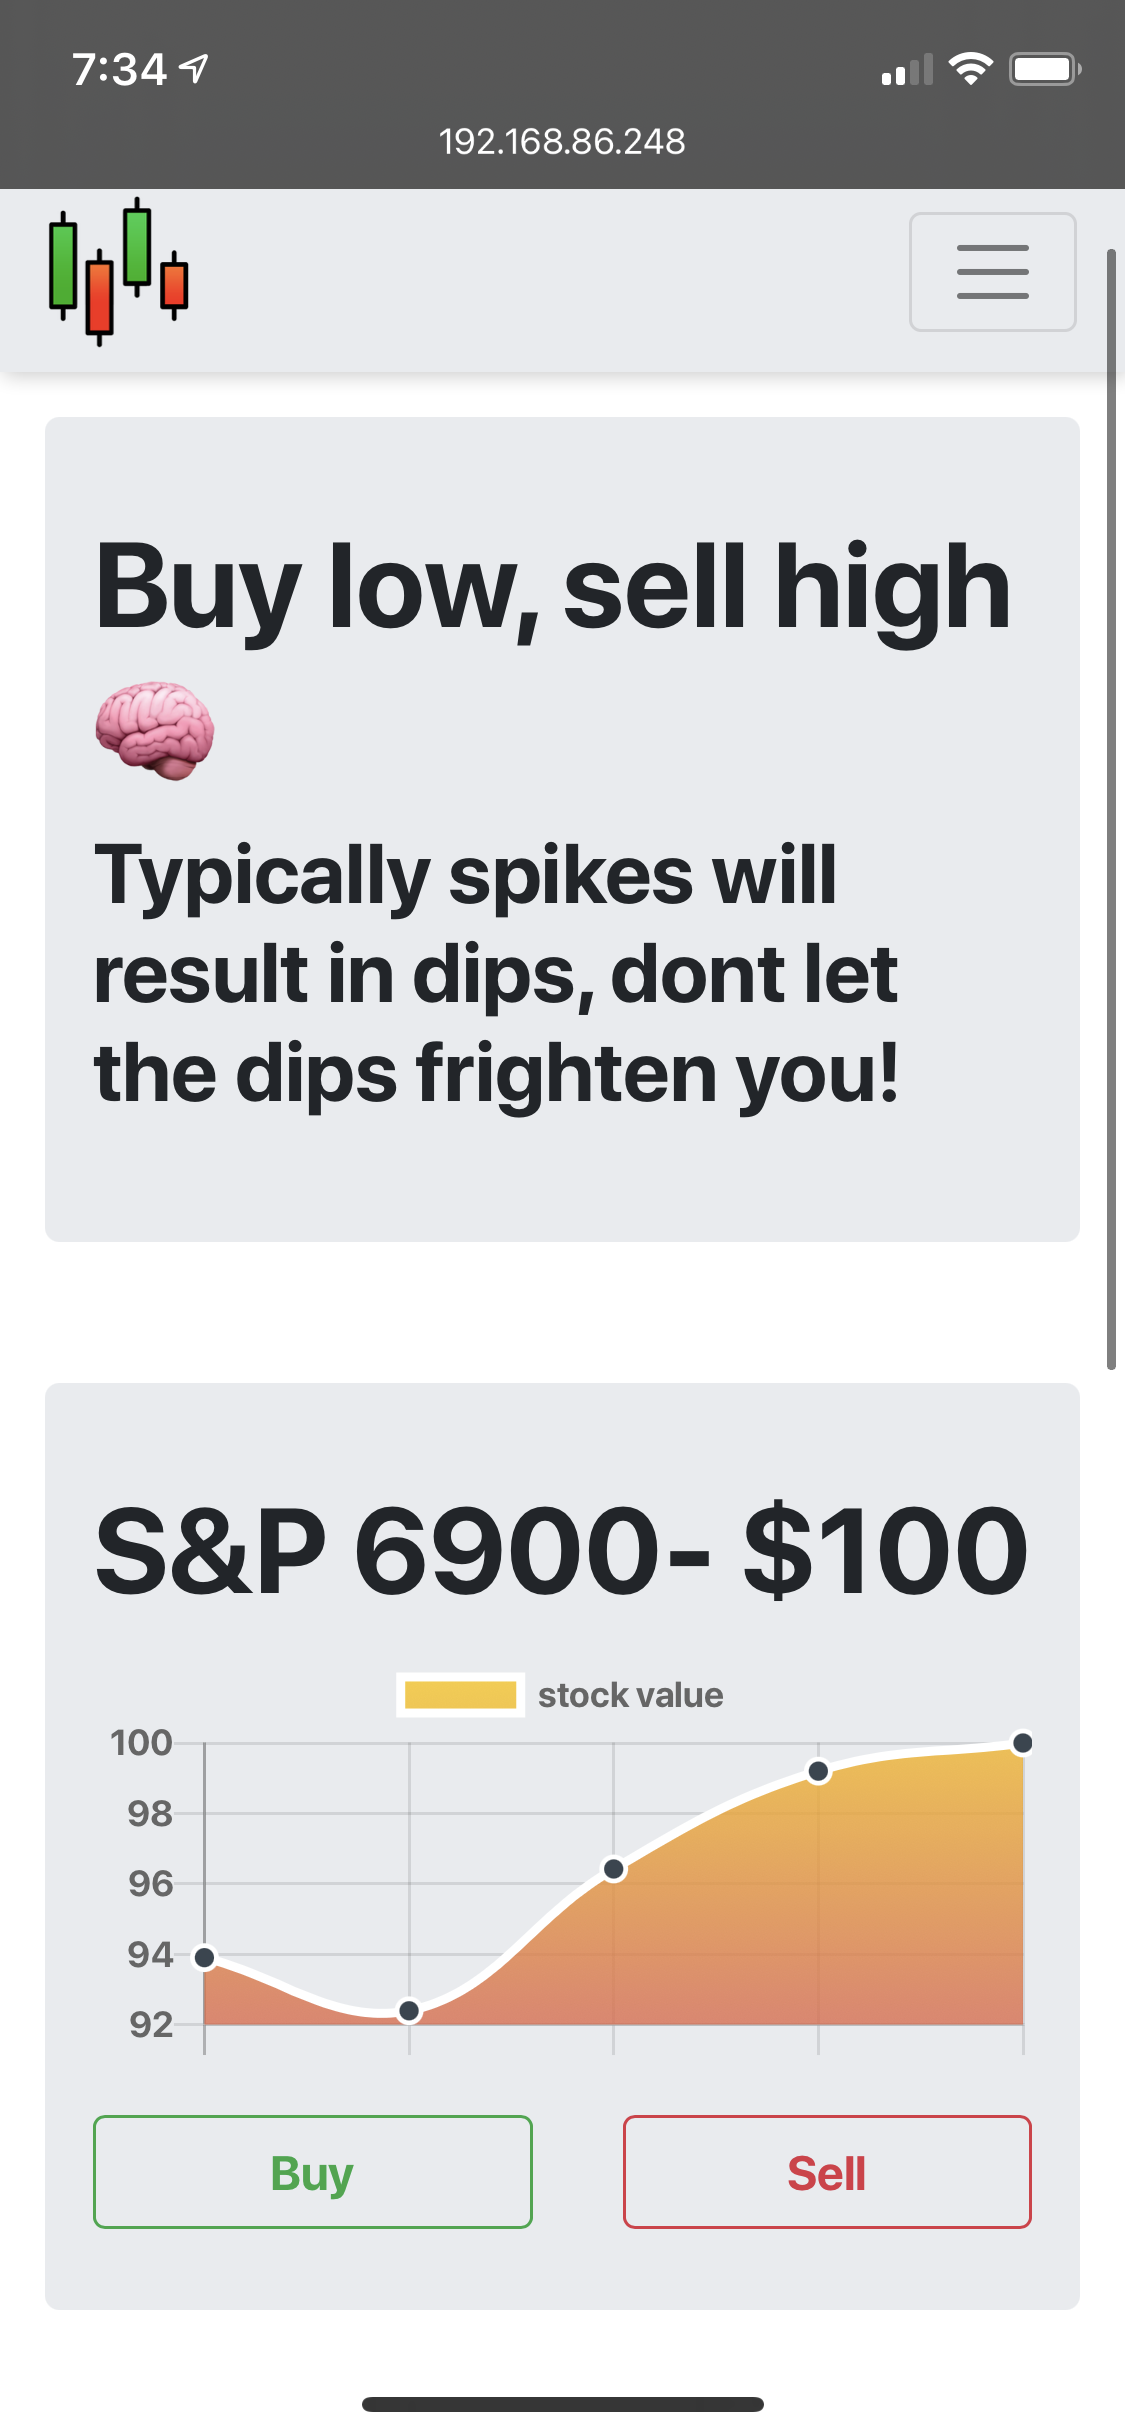 7:34
192.168.86.248
Buy low, sell high
🧠
Typically spikes will
result in dips, dont let
the dips frighten you!
S&P 6900- $100
stock value
100
98
96
94
92
Buy
Sell